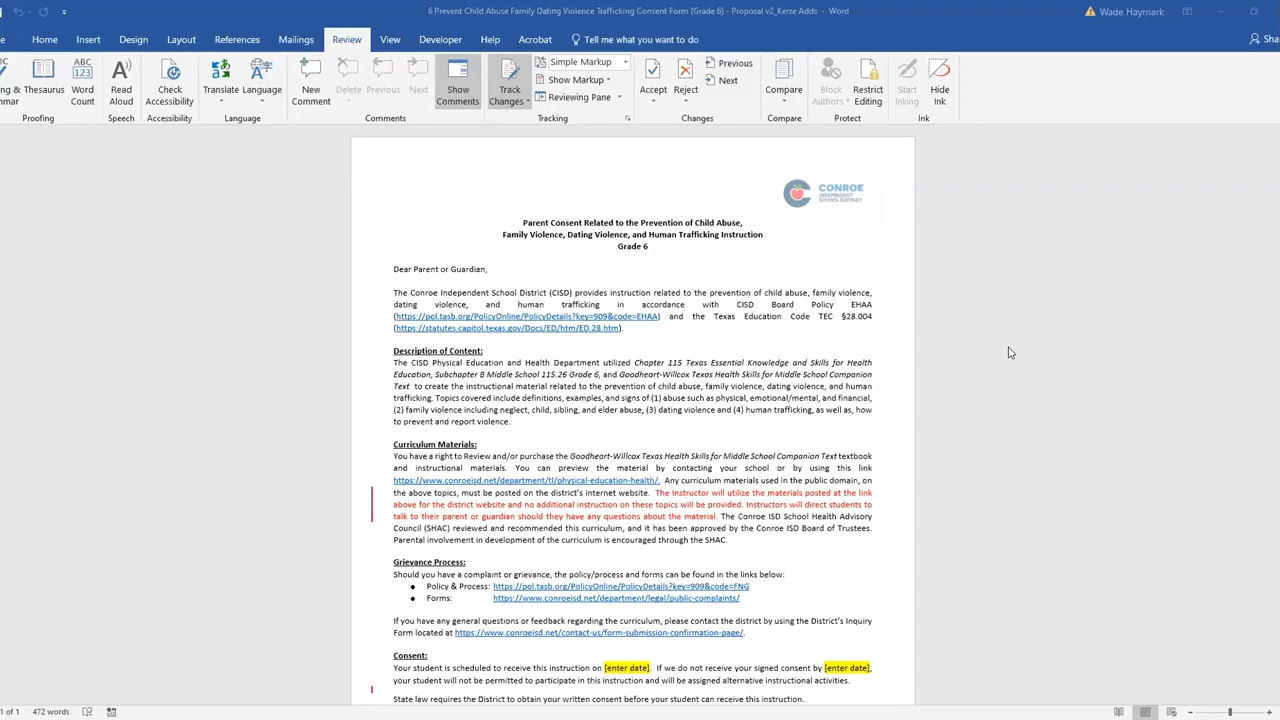 6 Prevent Child Abuse Family Dating Violence Trafficking Consent Form (Grade 6) - Proposal v2_Kerze Adds - Word
Wade Haymark
Home Insert Design Layout References Mailings Review View Developer Help Acrobat Tell me what you want to do
Thesaurus Word Count
Read Aloud
Check Accessibility
Translate Language
New Comment Delete Previous Next Show Comments
Track Changes
Simple Markup
Show Markup
Reviewing Pane
Accept Reject
Previous
Next
Compare
Block Authors Restrict Editing
Start Inking Hide Ink
Proofing Speech Accessibility Language Comments Tracking Changes Compare Protect Ink
CONROE
INDEPENDENT
SCHOOL DISTRICT
Parent Consent Related to the Prevention of Child Abuse,
Family Violence, Dating Violence, and Human Trafficking Instruction
Grade 6
Dear Parent or Guardian,
The Conroe Independent School District (CISD) provides instruction related to the prevention of child abuse, family violence,
dating violence, and human trafficking in accordance with CISD Board Policy EHAA
(https://pol.tasb.org/PolicyOnline/PolicyDetails?key=909&code=EHAA) and the Texas Education Code TEC §28.004
(https://statutes.capitol.texas.gov/Docs/ED/htm/ED.28.htm).
Description of Content:
The CISD Physical Education and Health Department utilized Chapter 115 Texas Essential Knowledge and Skills for Health
Education, Subchapter B Middle School 115.26 Grade 6, and Goodheart-Willcox Texas Health Skills for Middle School Companion
Text to create the instructional material related to the prevention of child abuse, family violence, dating violence, and human
trafficking. Topics covered include definitions, examples, and signs of (1) abuse such as physical, emotional/mental, and financial,
(2) family violence including neglect, child, sibling, and elder abuse, (3) dating violence and (4) human trafficking, as well as, how
to prevent and report violence.
Curriculum Materials:
You have a right to Review and/or purchase the Goodheart-Willcox Texas Health Skills for Middle School Companion Text textbook
and instructional materials. You can preview the material by contacting your school or by using this link
https://www.conroeisd.net/department/tl/physical-education-health/. Any curriculum materials used in the public domain, on
the above topics, must be posted on the district's internet website. The Instructor will utilize the materials posted at the link
above for the district website and no additional instruction on these topics will be provided. Instructors will direct students to
talk to their parent or guardian should they have any questions about the material. The Conroe ISD School Health Advisory
Council (SHAC) reviewed and recommended this curriculum, and it has been approved by the Conroe ISD Board of Trustees.
Parental involvement in development of the curriculum is encouraged through the SHAC.
Grievance Process:
Should you have a complaint or grievance, the policy/process and forms can be found in the links below:
● Policy & Process: https://pol.tasb.org/PolicyOnline/PolicyDetails?key=909&code=FNG
● Forms: https://www.conroeisd.net/department/legal/public-complaints/
If you have any general questions or feedback regarding the curriculum, please contact the district by using the District's Inquiry
Form located at https://www.conroeisd.net/contact-us/form-submission-confirmation-page/.
Consent:
Your student is scheduled to receive this instruction on [enter date]. If we do not receive your signed consent by [enter date],
your student will not be permitted to participate in this instruction and will be assigned alternative instructional activities.
State law requires the District to obtain your written consent before your student can receive this instruction.
1 of 1 472 words